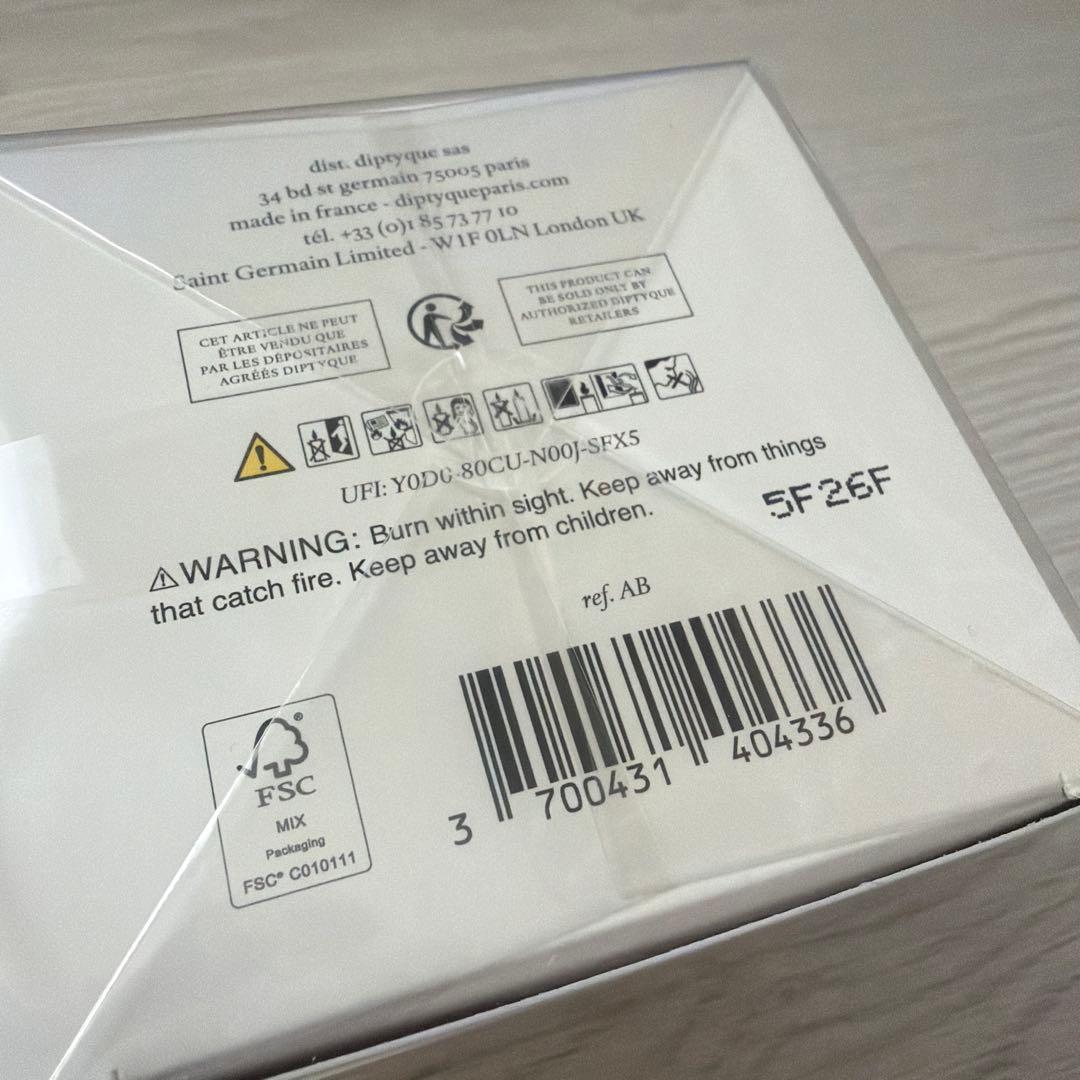 dist. diptyque sas
34 bd st germain 75005 paris
made in france - diptyqueparis.com
tél. +33 (0)1 85 73 77 10
Saint Germain Limited - W1F 0LN London UK
CET ARTICLE NE PEUT
ÊTRE VENDU QUE
PAR LES DÉPOSITAIRES
AGRÉÉS DIPTYQUE
THIS PRODUCT CAN
BE SOLD ONLY BY
AUTHORIZED DIPTYQUE
RETAILERS
UFI: -80CU-N00J-SFX5
⚠WARNING: Burn within sight. Keep away from things
that catch fire. Keep away from children.
5F26F
ref. AB
3 700431 404336
FSC®
MIX
Packaging
FSC® C010111